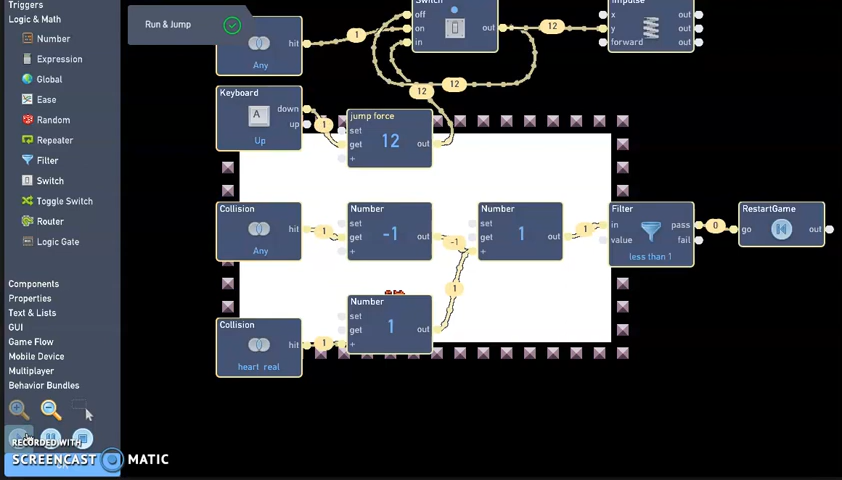 Triggers
Logic & Math
Number
Expression
Global
Ease
Random
Repeater
Filter
Switch
Toggle Switch
Router
Logic Gate
Components
Properties
Text & Lists
GUI
Game Flow
Mobile Device
Multiplayer
Behavior Bundles
RECORDED WITH
SCREENCAST MATIC
Run & Jump
hit
Any
1
Switch
off
on
in
out
12
12
12
Impulse
x out
y out
forward out
Keyboard
down
up
A
Up
1
jump force
set
get
+
12
out
Collision
hit
Any
1
Number
set
get
+
-1
out
-1
Number
set
get
+
1
out
1
Filter
in
value
pass
fail
less than 1
0
RestartGame
go
out
Collision
hit
heart real
1
Number
set
get
+
1
out
1